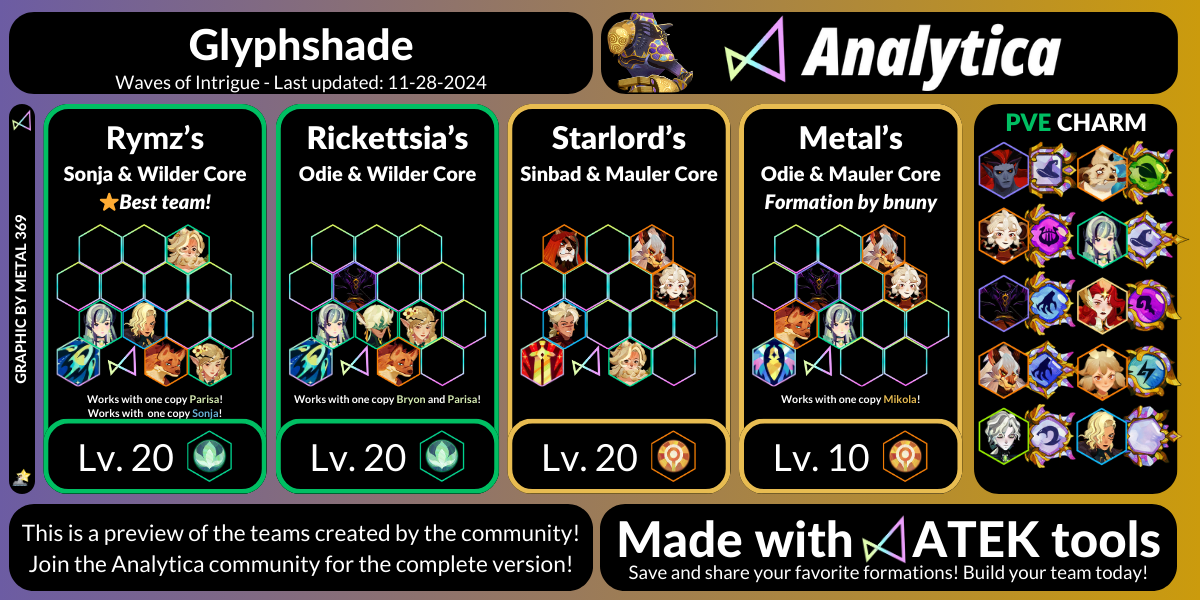 Glyphshade
Waves of Intrigue - Last updated: 11-28-2024
Analytica
GRAPHIC BY METAL 369
Rymz's
Sonja & Wilder Core
Best team!
Works with one copy Parisa!
Works with one copy Sonja!
Lv. 20
Rickettsia's
Odie & Wilder Core
Works with one copy Bryon and Parisa!
Lv. 20
Starlord's
Sinbad & Mauler Core
Lv. 20
Metal's
Odie & Mauler Core
Formation by bnuny
Works with one copy Mikola!
Lv. 10
PVE CHARM
This is a preview of the teams created by the community!
Join the Analytica community for the complete version!
Made with ATEK tools
Save and share your favorite formations! Build your team today!